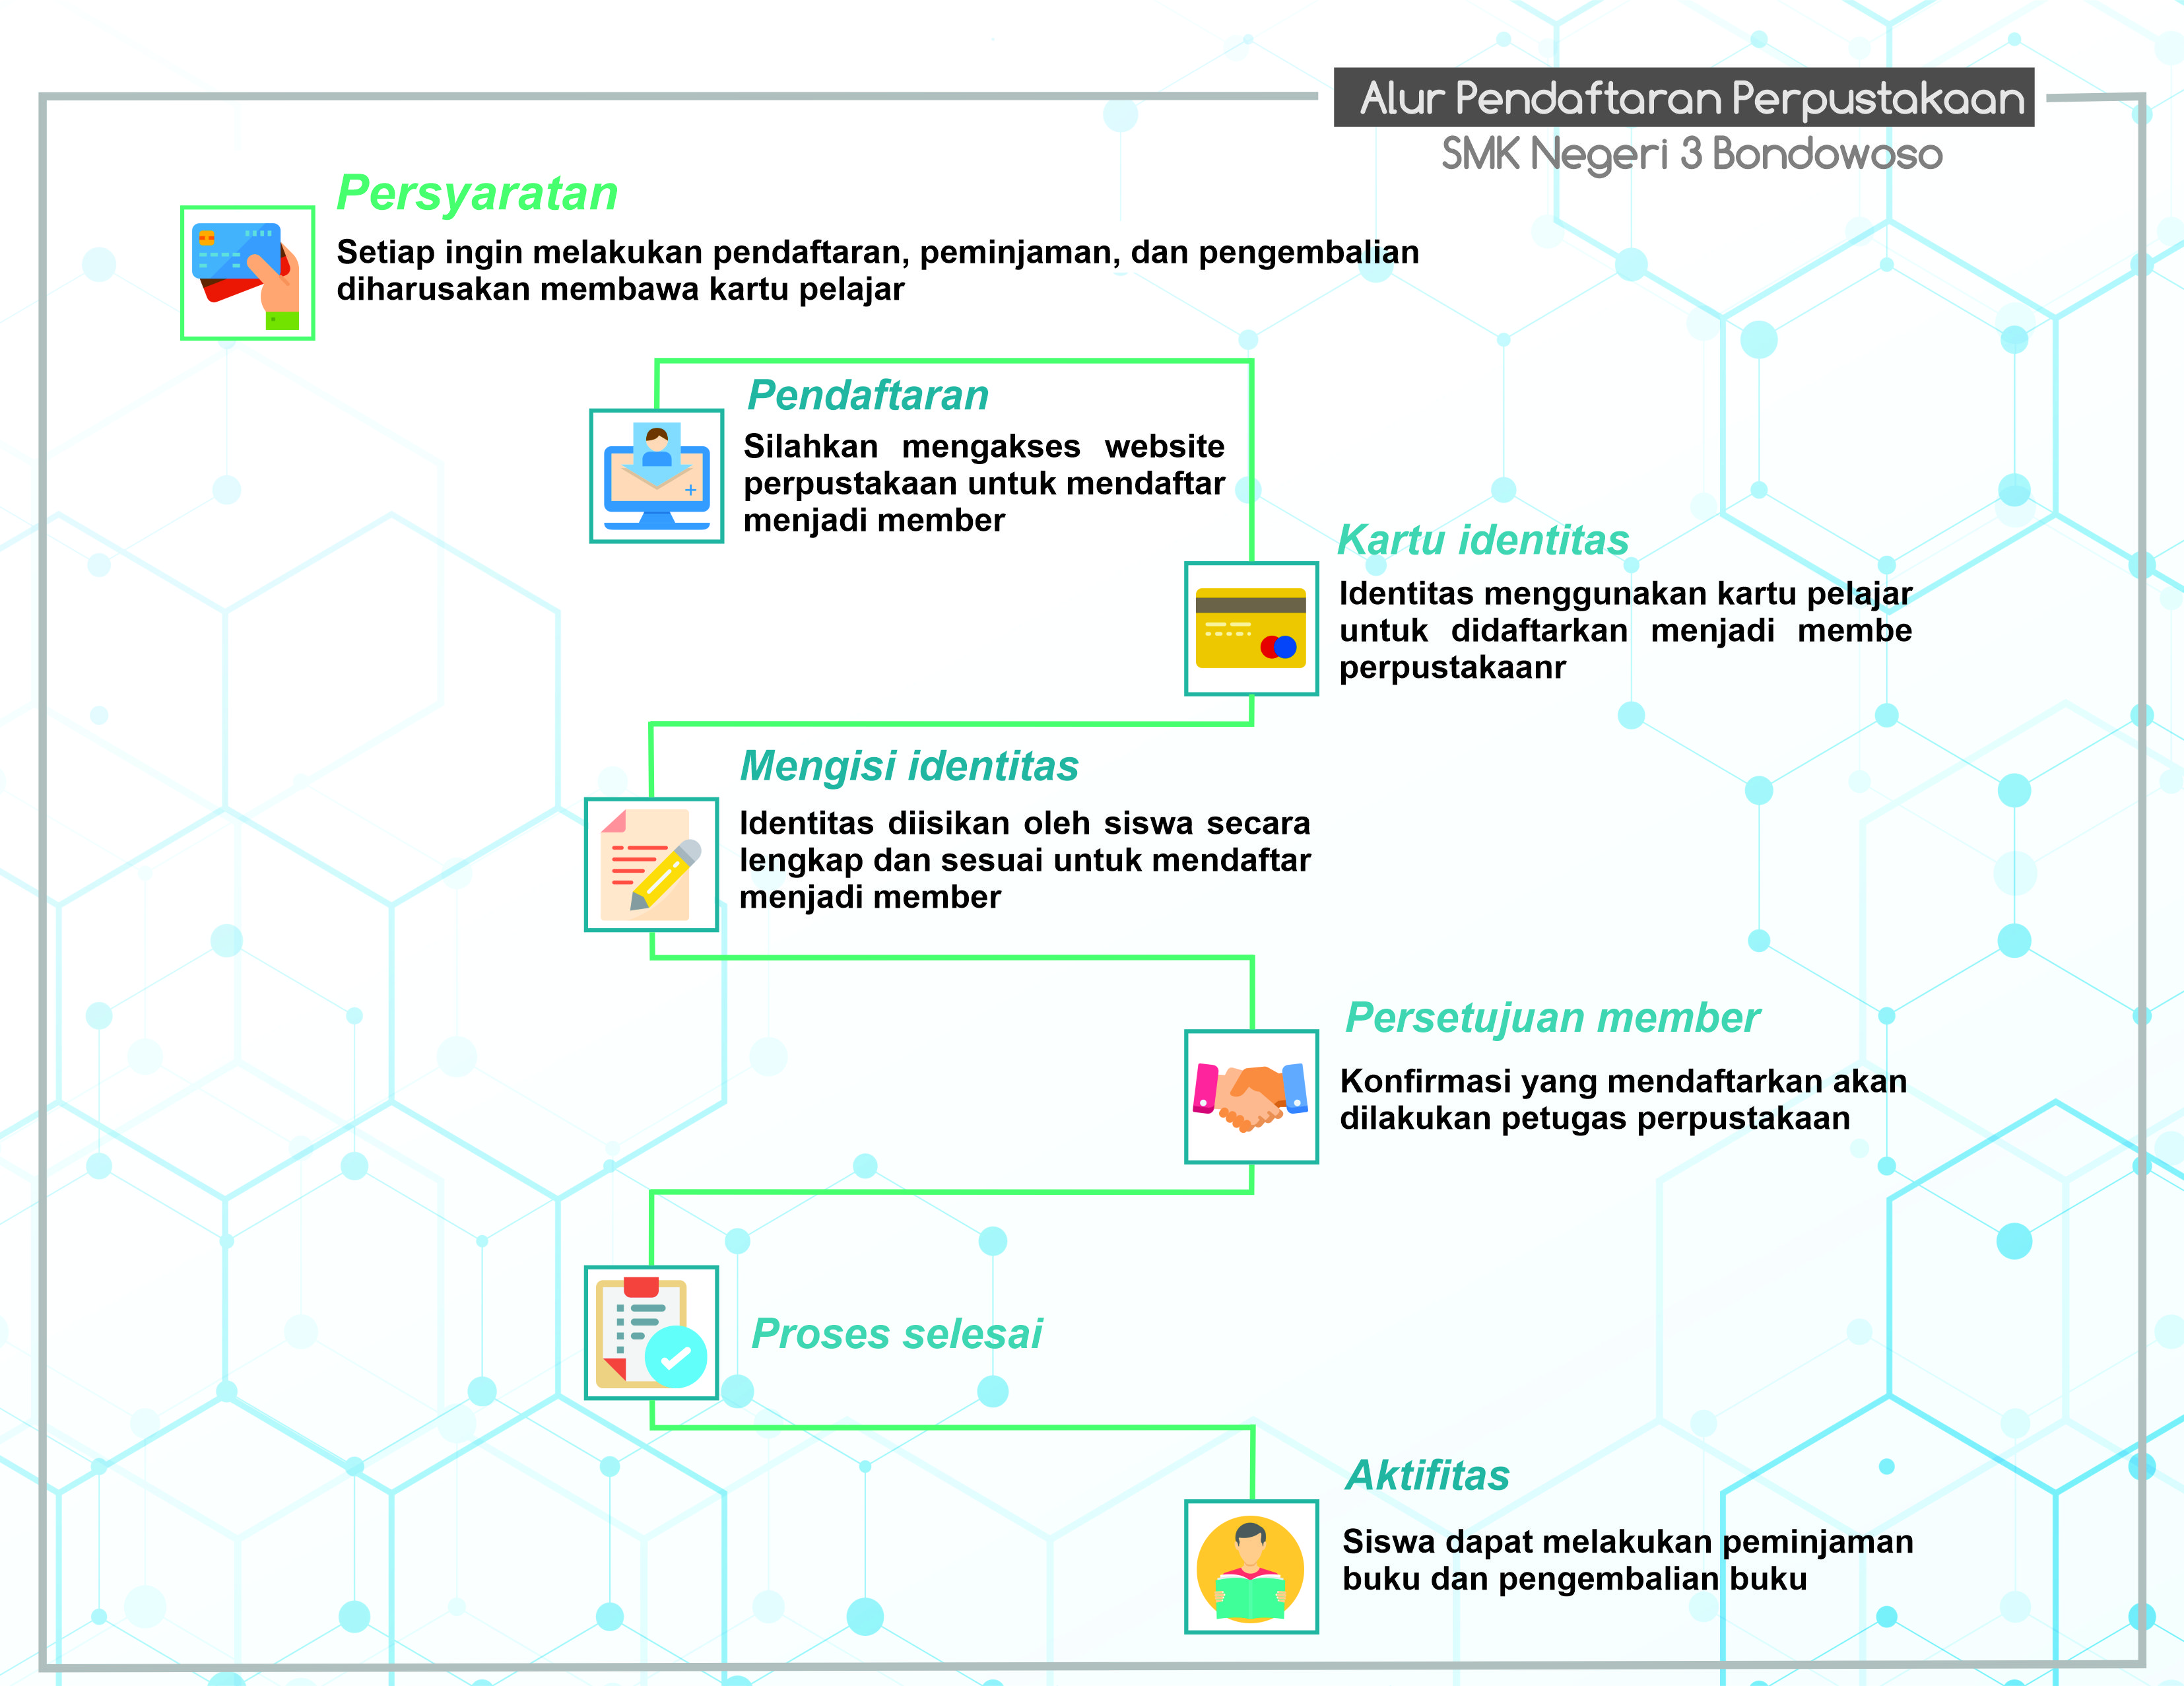 Alur Pendaftaran Perpustakaan
SMK Negeri 3 Bondowoso
Persyaratan
Setiap ingin melakukan pendaftaran, peminjaman, dan pengembalian
diharusakan membawa kartu pelajar
Pendaftaran
Silahkan mengakses website
perpustakaan untuk mendaftar
menjadi member
Kartu identitas
Identitas menggunakan kartu pelajar
untuk didaftarkan menjadi membe
perpustakaanr
Mengisi identitas
Identitas diisikan oleh siswa secara
lengkap dan sesuai untuk mendaftar
menjadi member
Persetujuan member
Konfirmasi yang mendaftarkan akan
dilakukan petugas perpustakaan
Proses selesai
Aktifitas
Siswa dapat melakukan peminjaman
buku dan pengembalian buku